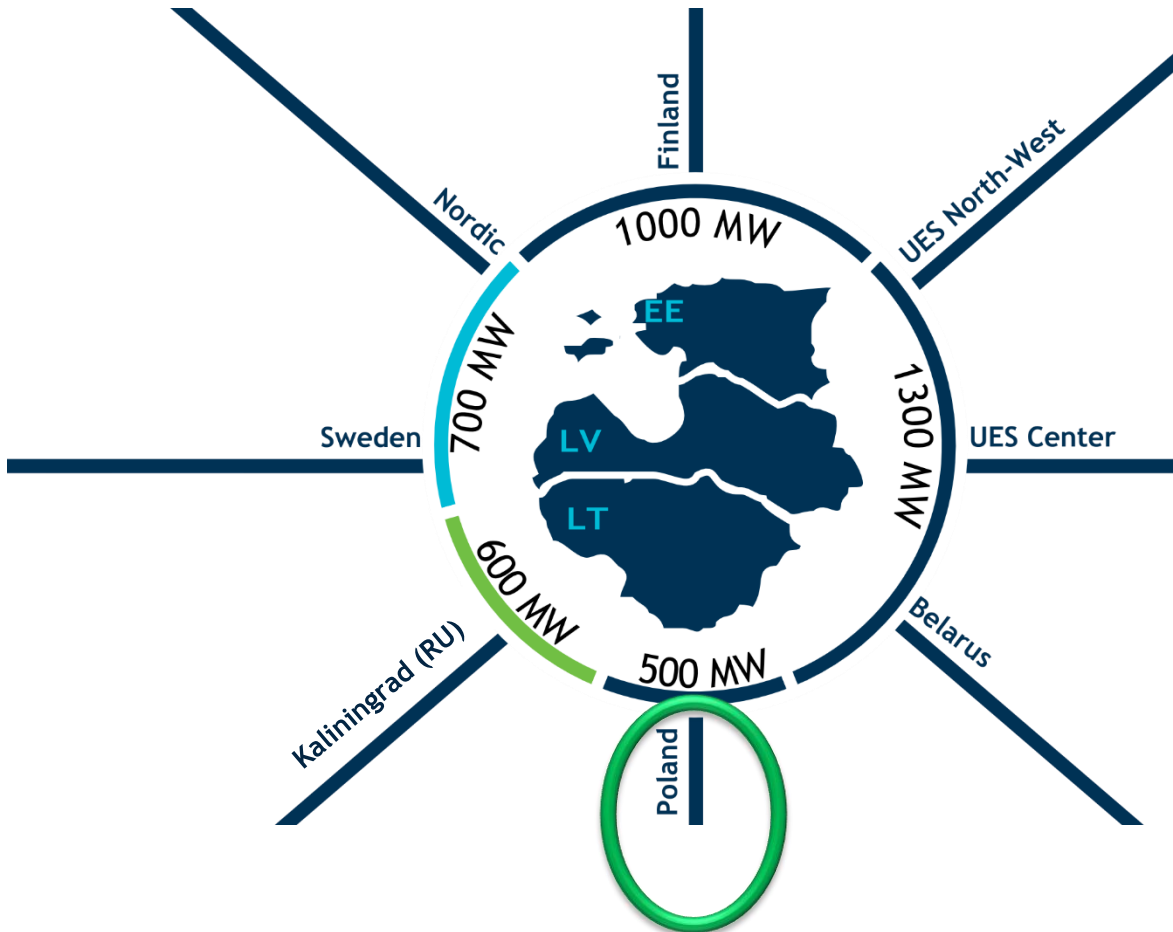 Finland
Nordic
UES North-West
1000 MW
EE
700 MW
1300 MW
Sweden
LV
UES Center
LT
600 MW
Belarus
Kaliningrad (RU)
500 MW
Poland